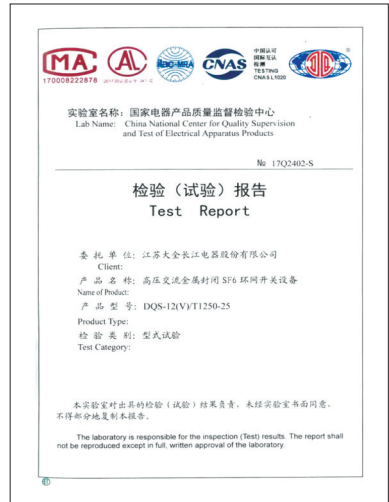 MA
170008222878
AL
ilac-MRA
CNAS
中国认可
国际互认
检测
TESTING
CNAS L1020
实验室名称：国家电器产品质量监督检验中心
Lab Name: China National Center for Quality Supervision
and Test of Electrical Apparatus Products
№ 17Q2402-S
检验（试验）报告
Test Report
委托单位：江苏大全长江电器股份有限公司
Client:
产品名称：高压交流金属封闭 SF6 环网开关设备
Name of Product:
产品型号：DQS-12(V)/T1250-25
Product Type:
检验类别：型式试验
Test Category:
本实验室对出具的检验（试验）结果负责，未经实验室书面同意，
不得部分地复制本报告。
The laboratory is responsible for the inspection (Test) results. The report shall
not be reproduced except in full, written approval of the laboratory.